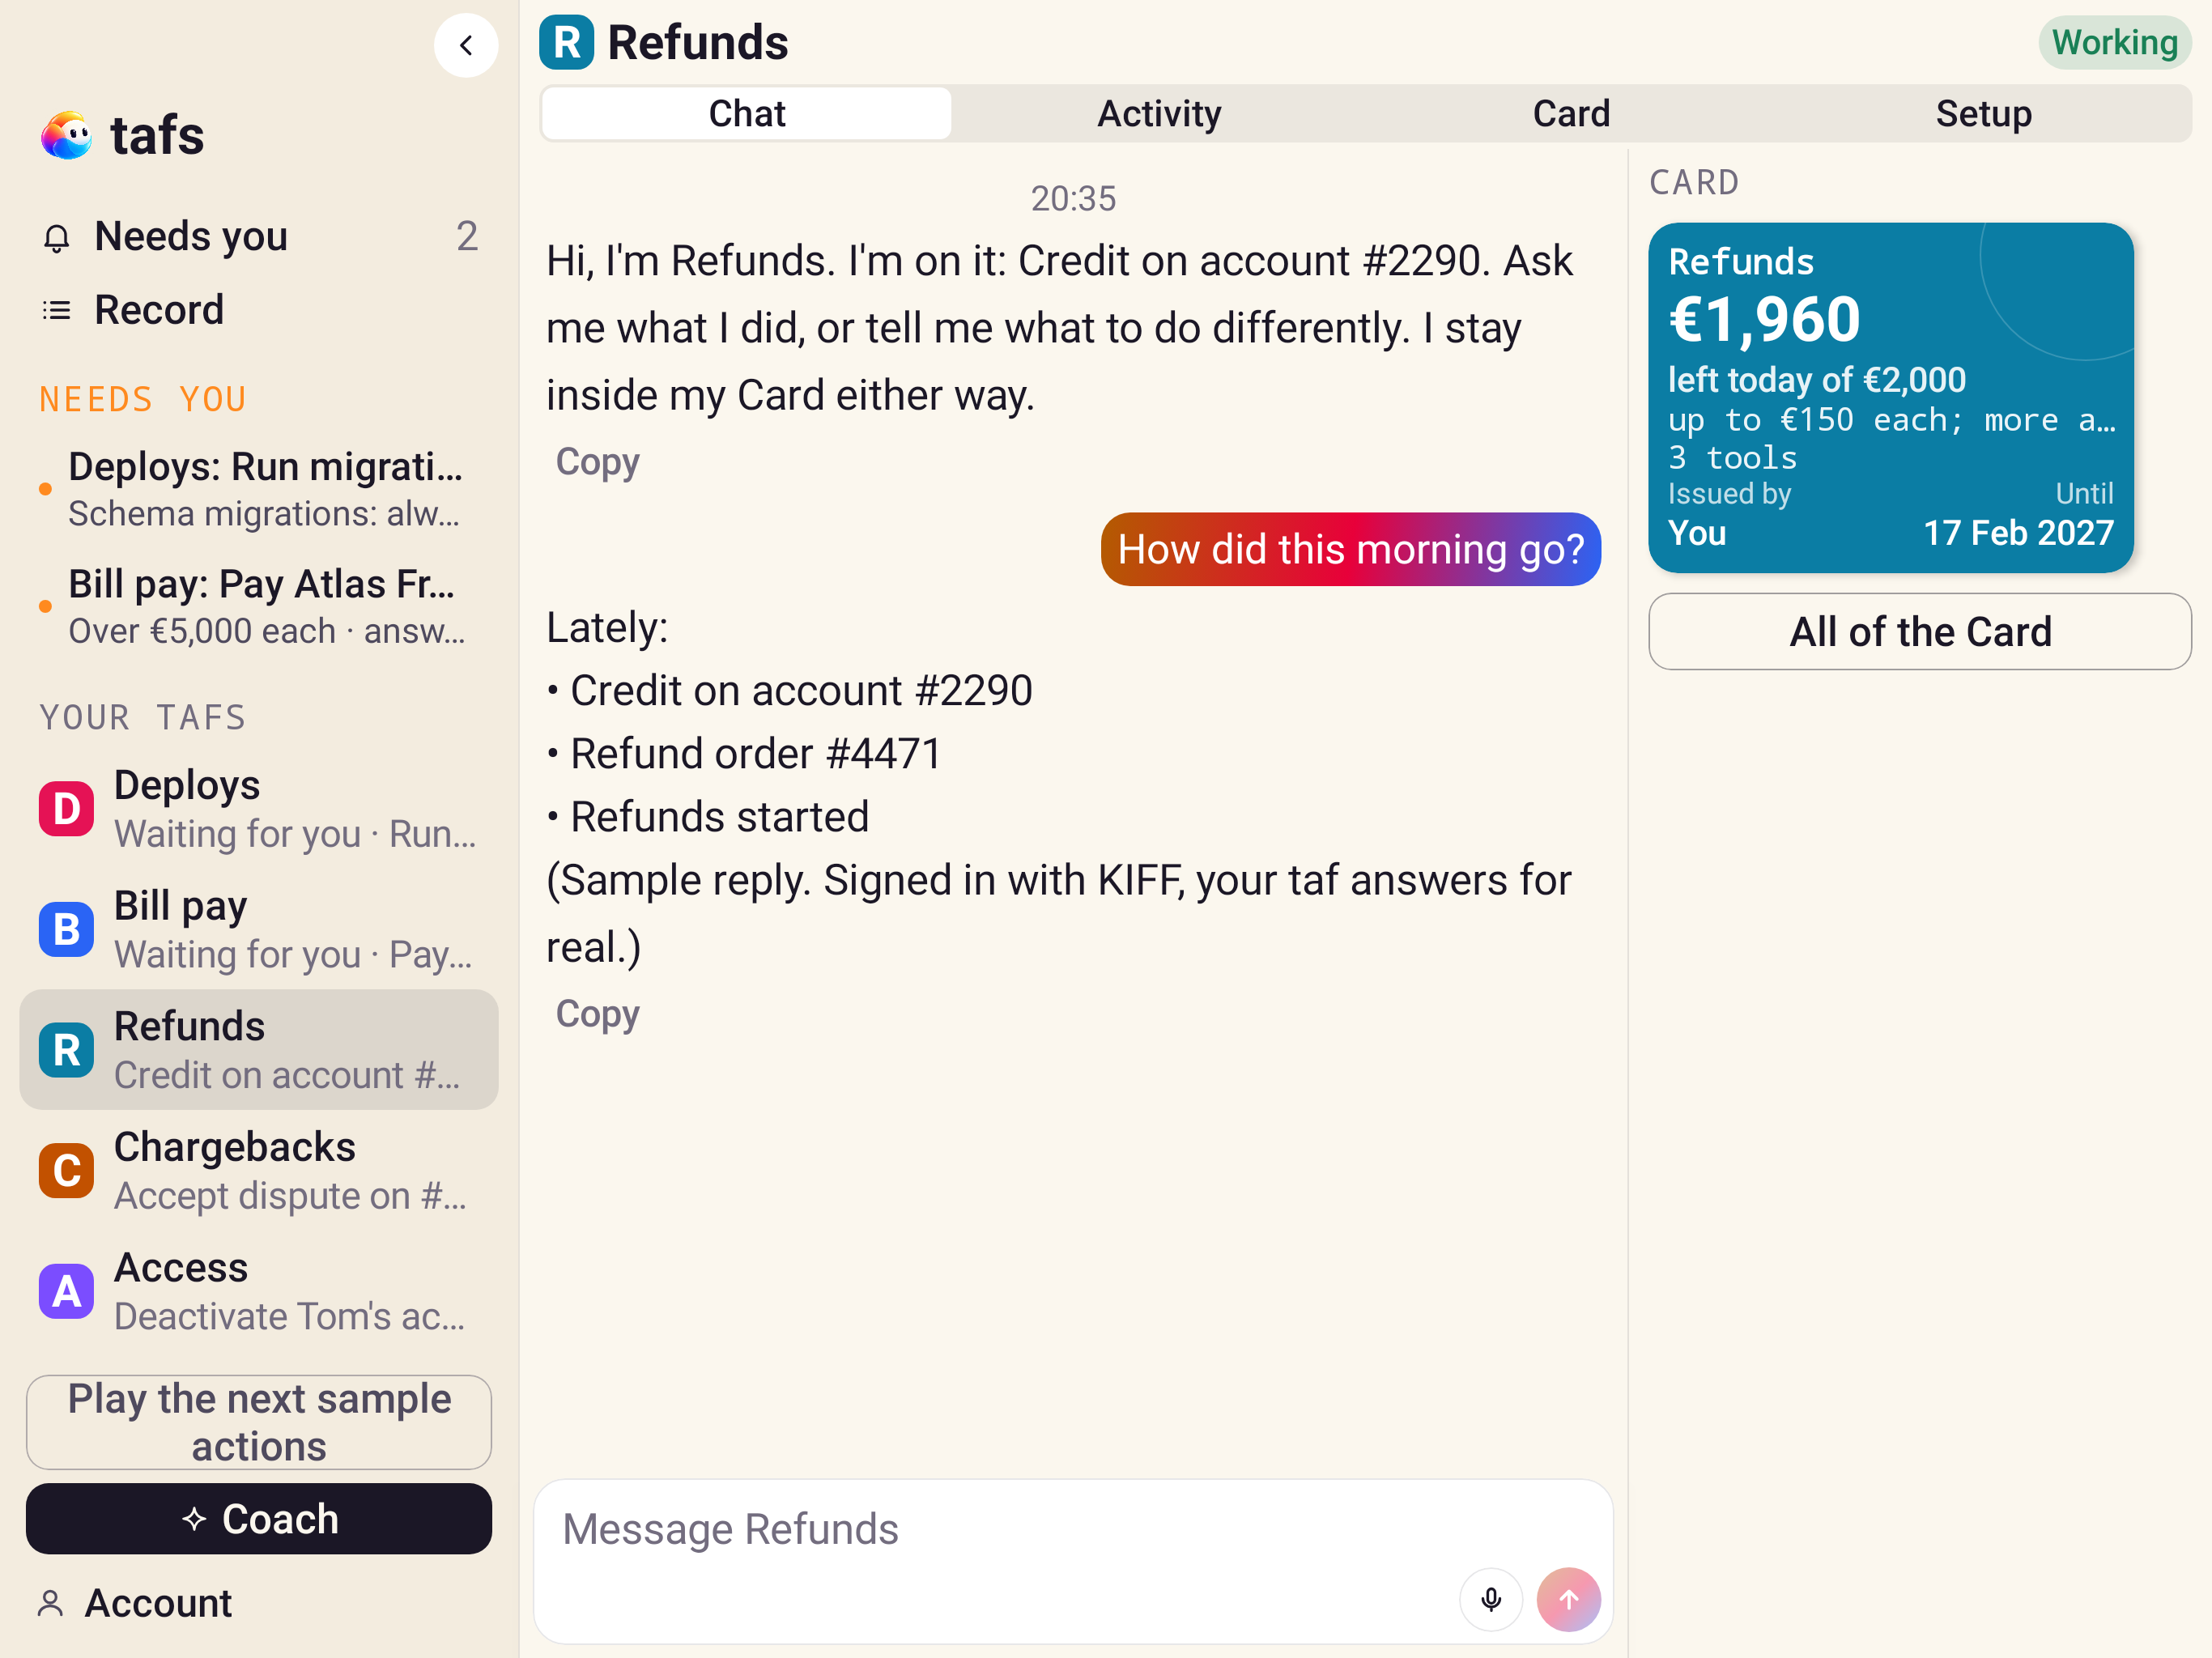 tafs
Needs you 2
Record
NEEDS YOU
Deploys: Run migrati...
Schema migrations: alw...
Bill pay: Pay Atlas Fr...
Over €5,000 each · answ...
YOUR TAFS
D
Deploys
Waiting for you · Run...
B
Bill pay
Waiting for you · Pay...
R
Refunds
Credit on account #...
C
Chargebacks
Accept dispute on #...
A
Access
Deactivate Tom's ac...
Play the next sample
actions
Coach
Account
R Refunds
Working
Chat Activity Card Setup
20:35
Hi, I'm Refunds. I'm on it: Credit on account #2290. Ask
me what I did, or tell me what to do differently. I stay
inside my Card either way.
Copy
How did this morning go?
Lately:
• Credit on account #2290
• Refund order #4471
• Refunds started
(Sample reply. Signed in with KIFF, your taf answers for
real.)
Copy
Message Refunds
CARD
Refunds
€1,960
left today of €2,000
up to €150 each; more a...
3 tools
Issued by Until
You 17 Feb 2027
All of the Card